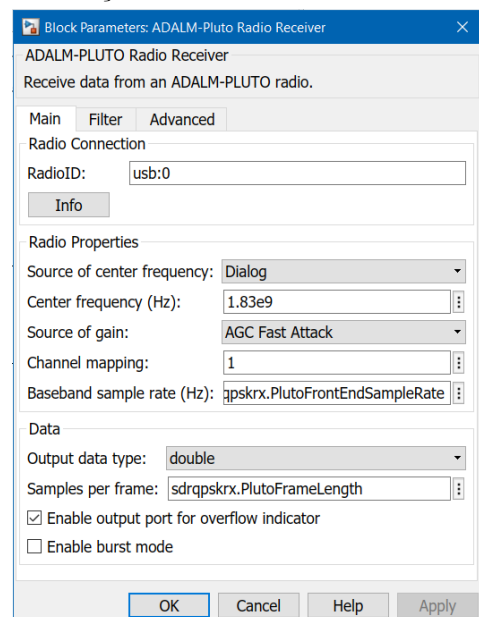 Block Parameters: ADALM-Pluto Radio Receiver
ADALM-PLUTO Radio Receiver
Receive data from an ADALM-PLUTO radio.
Main Filter Advanced
Radio Connection
RadioID: usb:0
Info
Radio Properties
Source of center frequency: Dialog
Center frequency (Hz): 1.83e9
Source of gain: AGC Fast Attack
Channel mapping: 1
Baseband sample rate (Hz): qpskrx.PlutoFrontEndSampleRate
Data
Output data type: double
Samples per frame: sdrqpskrx.PlutoFrameLength
Enable output port for overflow indicator
Enable burst mode
OK Cancel Help Apply